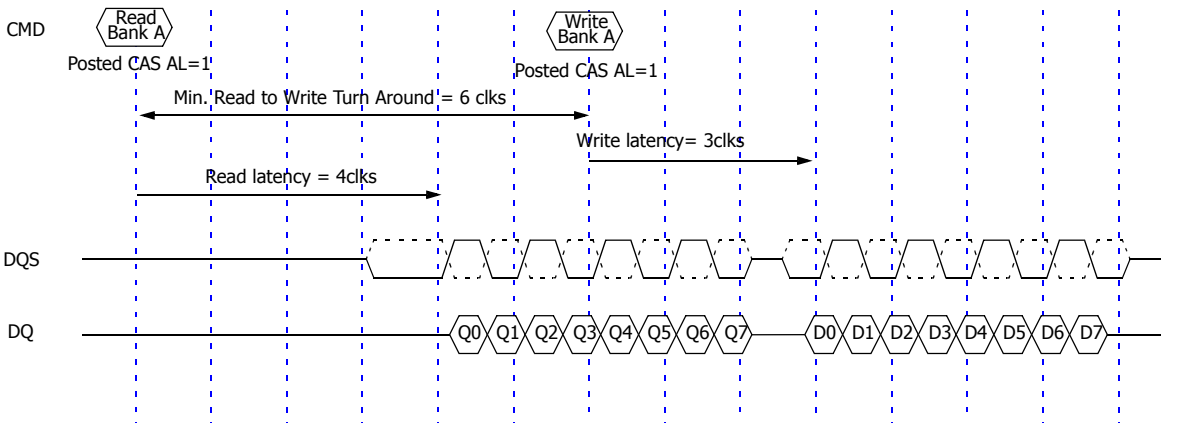 CMD
Read
Bank A
Write
Bank A
Posted CAS AL=1
Posted CAS AL=1
Min. Read to Write Turn Around = 6 clks
Write latency= 3clks
Read latency = 4clks
DQS
DQ
Q0 Q1 Q2 Q3 Q4 Q5 Q6 Q7 D0 D1 D2 D3 D4 D5 D6 D7